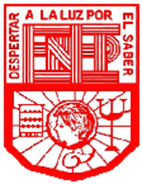 DESPERTAR A LA LUZ POR EL SABER
ENP